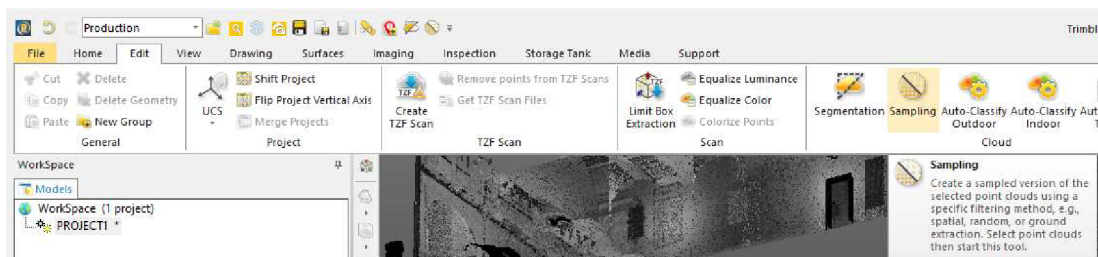 Production
Trimbl
File Home Edit View Drawing Surfaces Imaging Inspection Storage Tank Media Support
Cut Delete
Copy Delete Geometry
Paste New Group
General
UCS
Shift Project
Flip Project Vertical Axis
Merge Projects
Project
Create
TZF Scan
Remove points from TZF Scans
Get TZF Scan Files
TZF Scan
Limit Box
Extraction
Equalize Luminance
Equalize Color
Colorize Points
Scan
Segmentation Sampling Auto-Classify Auto-Classify Aut
Outdoor Indoor T
Cloud
WorkSpace
Models
WorkSpace (1 project)
PROJECT1 *
Sampling
Create a sampled version of the
selected point clouds using a
specific filtering method, e.g.,
spatial, random, or ground
extraction. Select point clouds
then start this tool.